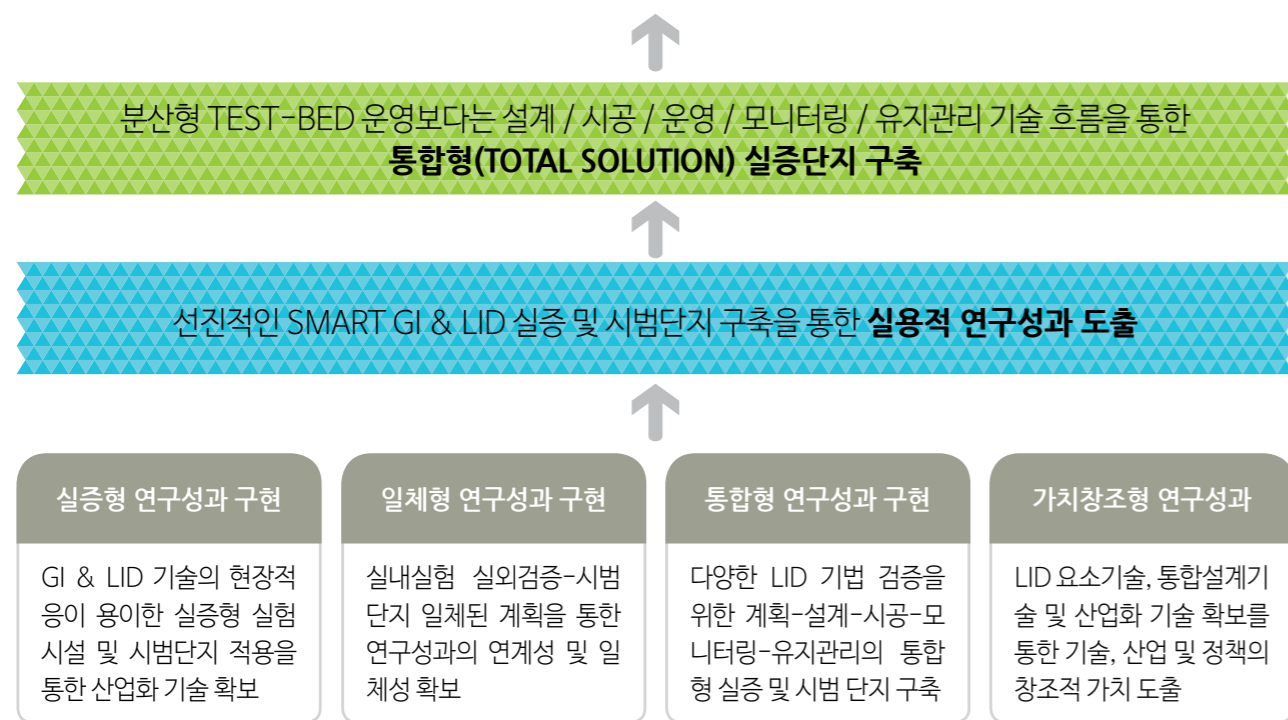 분산형 TEST-BED 운영보다는 설계 / 시공 / 운영 / 모니터링 / 유지관리 기술 흐름을 통한
통합형(TOTAL SOLUTION) 실증단지 구축
선진적인 SMART GI & LID 실증 및 시범단지 구축을 통한 실용적 연구성과 도출
실증형 연구성과 구현
GI & LID 기술의 현장적
응이 용이한 실증형 실험
시설 및 시범단지 적용을
통한 산업화 기술 확보
일체형 연구성과 구현
실내실험 실외검증-시범
단지 일체된 계획을 통한
연구성과의 연계성 및 일
체성 확보
통합형 연구성과 구현
다양한 LID 기법 검증을
위한 계획-설계-시공-모
니터링-유지관리의 통합
형 실증 및 시범 단지 구축
가치창조형 연구성과
LID 요소기술, 통합설계기
술 및 산업화 기술 확보를
통한 기술, 산업 및 정책의
창조적 가치 도출